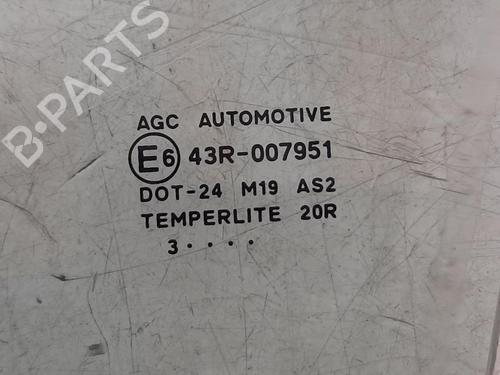 B-PARTS
AGC AUTOMOTIVE
E6 43R-007951
DOT-24 M19 AS2
TEMPERLITE 20R
3 · · · ·